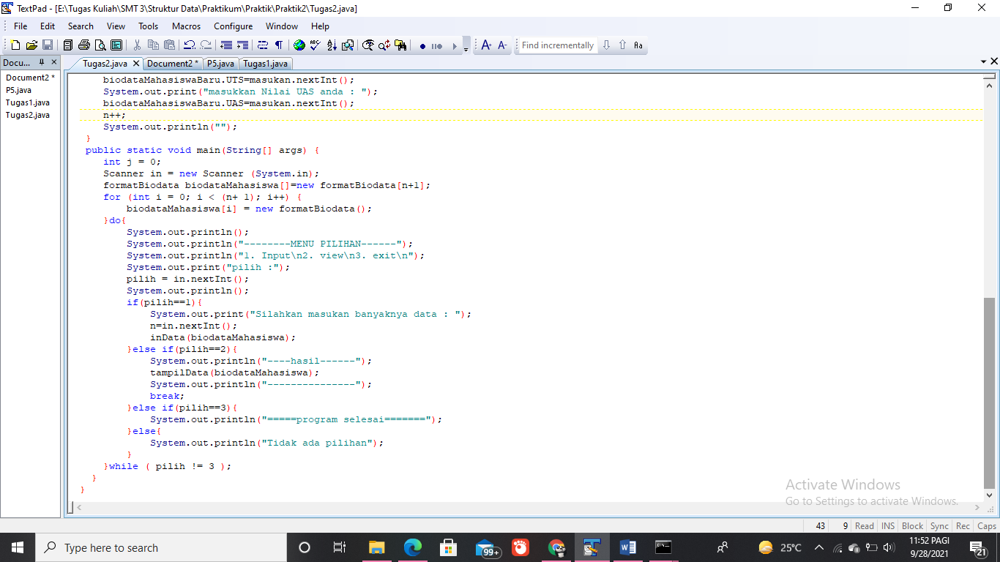 TextPad - [E:\Tugas Kuliah\SMT 3\Struktur Data\Praktikum\Praktik\Praktik2\Tugas2.java]
File Edit Search View Tools Macros Configure Window Help
Find incrementally Aa
Docu...
Document2 *
P5.java
Tugas1.java
Tugas2.java
Tugas2.java Document2 * P5.java Tugas1.java
biodataMahasiswaBaru.UTS=masukan.nextInt();
System.out.print("masukkan Nilai UAS anda : ");
biodataMahasiswaBaru.UAS=masukan.nextInt();
n++;
System.out.println("");
}
public static void main(String[] args) {
int j = 0;
Scanner in = new Scanner (System.in);
formatBiodata biodataMahasiswa[]=new formatBiodata[n+1];
for (int i = 0; i < (n+ 1); i++) {
biodataMahasiswa[i] = new formatBiodata();
}do{
System.out.println();
System.out.println("--------MENU PILIHAN------");
System.out.println("1. Input\n2. view\n3. exit\n");
System.out.print("pilih :");
pilih = in.nextInt();
System.out.println();
if(pilih==1){
System.out.print("Silahkan masukan banyaknya data : ");
n=in.nextInt();
inData(biodataMahasiswa);
}else if(pilih==2){
System.out.println("----hasil------");
tampilData(biodataMahasiswa);
System.out.println("---------------");
break;
}else if(pilih==3){
System.out.println("=====program selesai=======");
}else{
System.out.println("Tidak ada pilihan");
}
}while ( pilih != 3 );
}
}
Activate Windows
Go to Settings to activate Windows.
43 9 Read INS Block Sync Rec Caps
Type here to search
99+
25°C
11:52 PAGI
9/28/2021
21